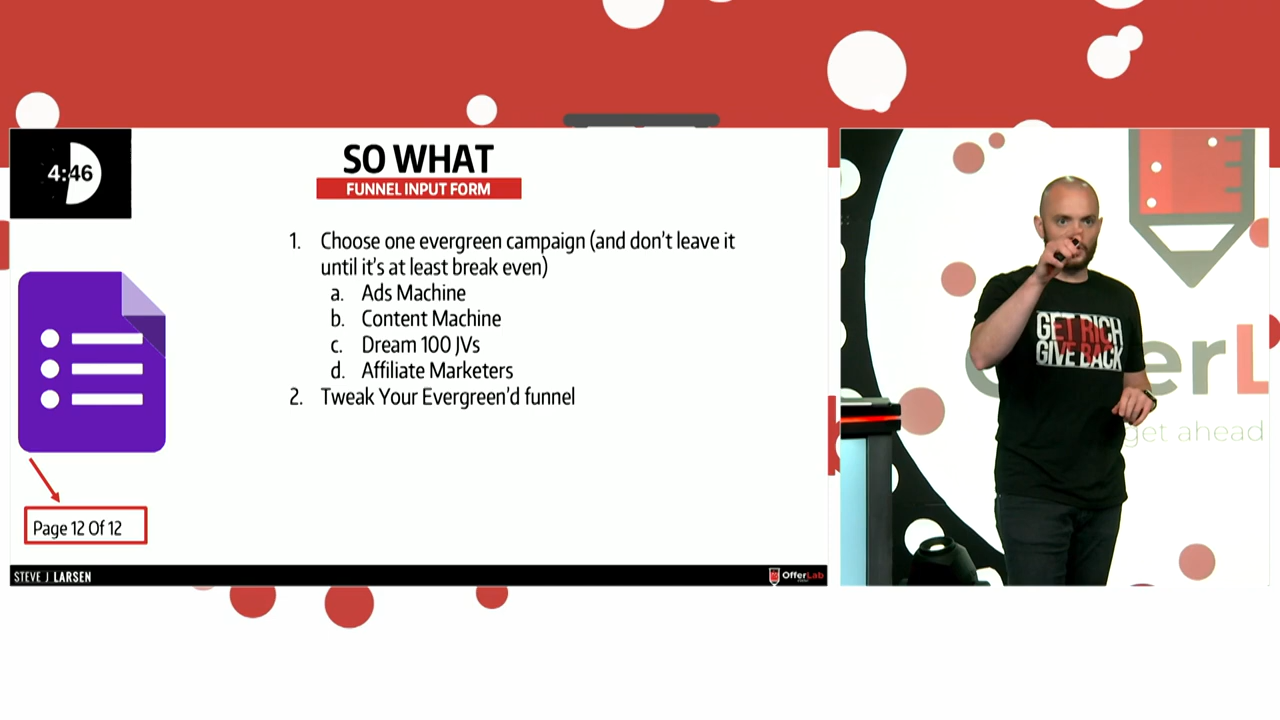 4:46
SO WHAT
FUNNEL INPUT FORM
1. Choose one evergreen campaign (and don't leave it
until it's at least break even)
a. Ads Machine
b. Content Machine
c. Dream 100 JVs
d. Affiliate Marketers
2. Tweak Your Evergreen'd funnel
Page 12 Of 12
STEVE J LARSEN
OfferLab
GET RICH
GIVE BACK
erL
get ahead